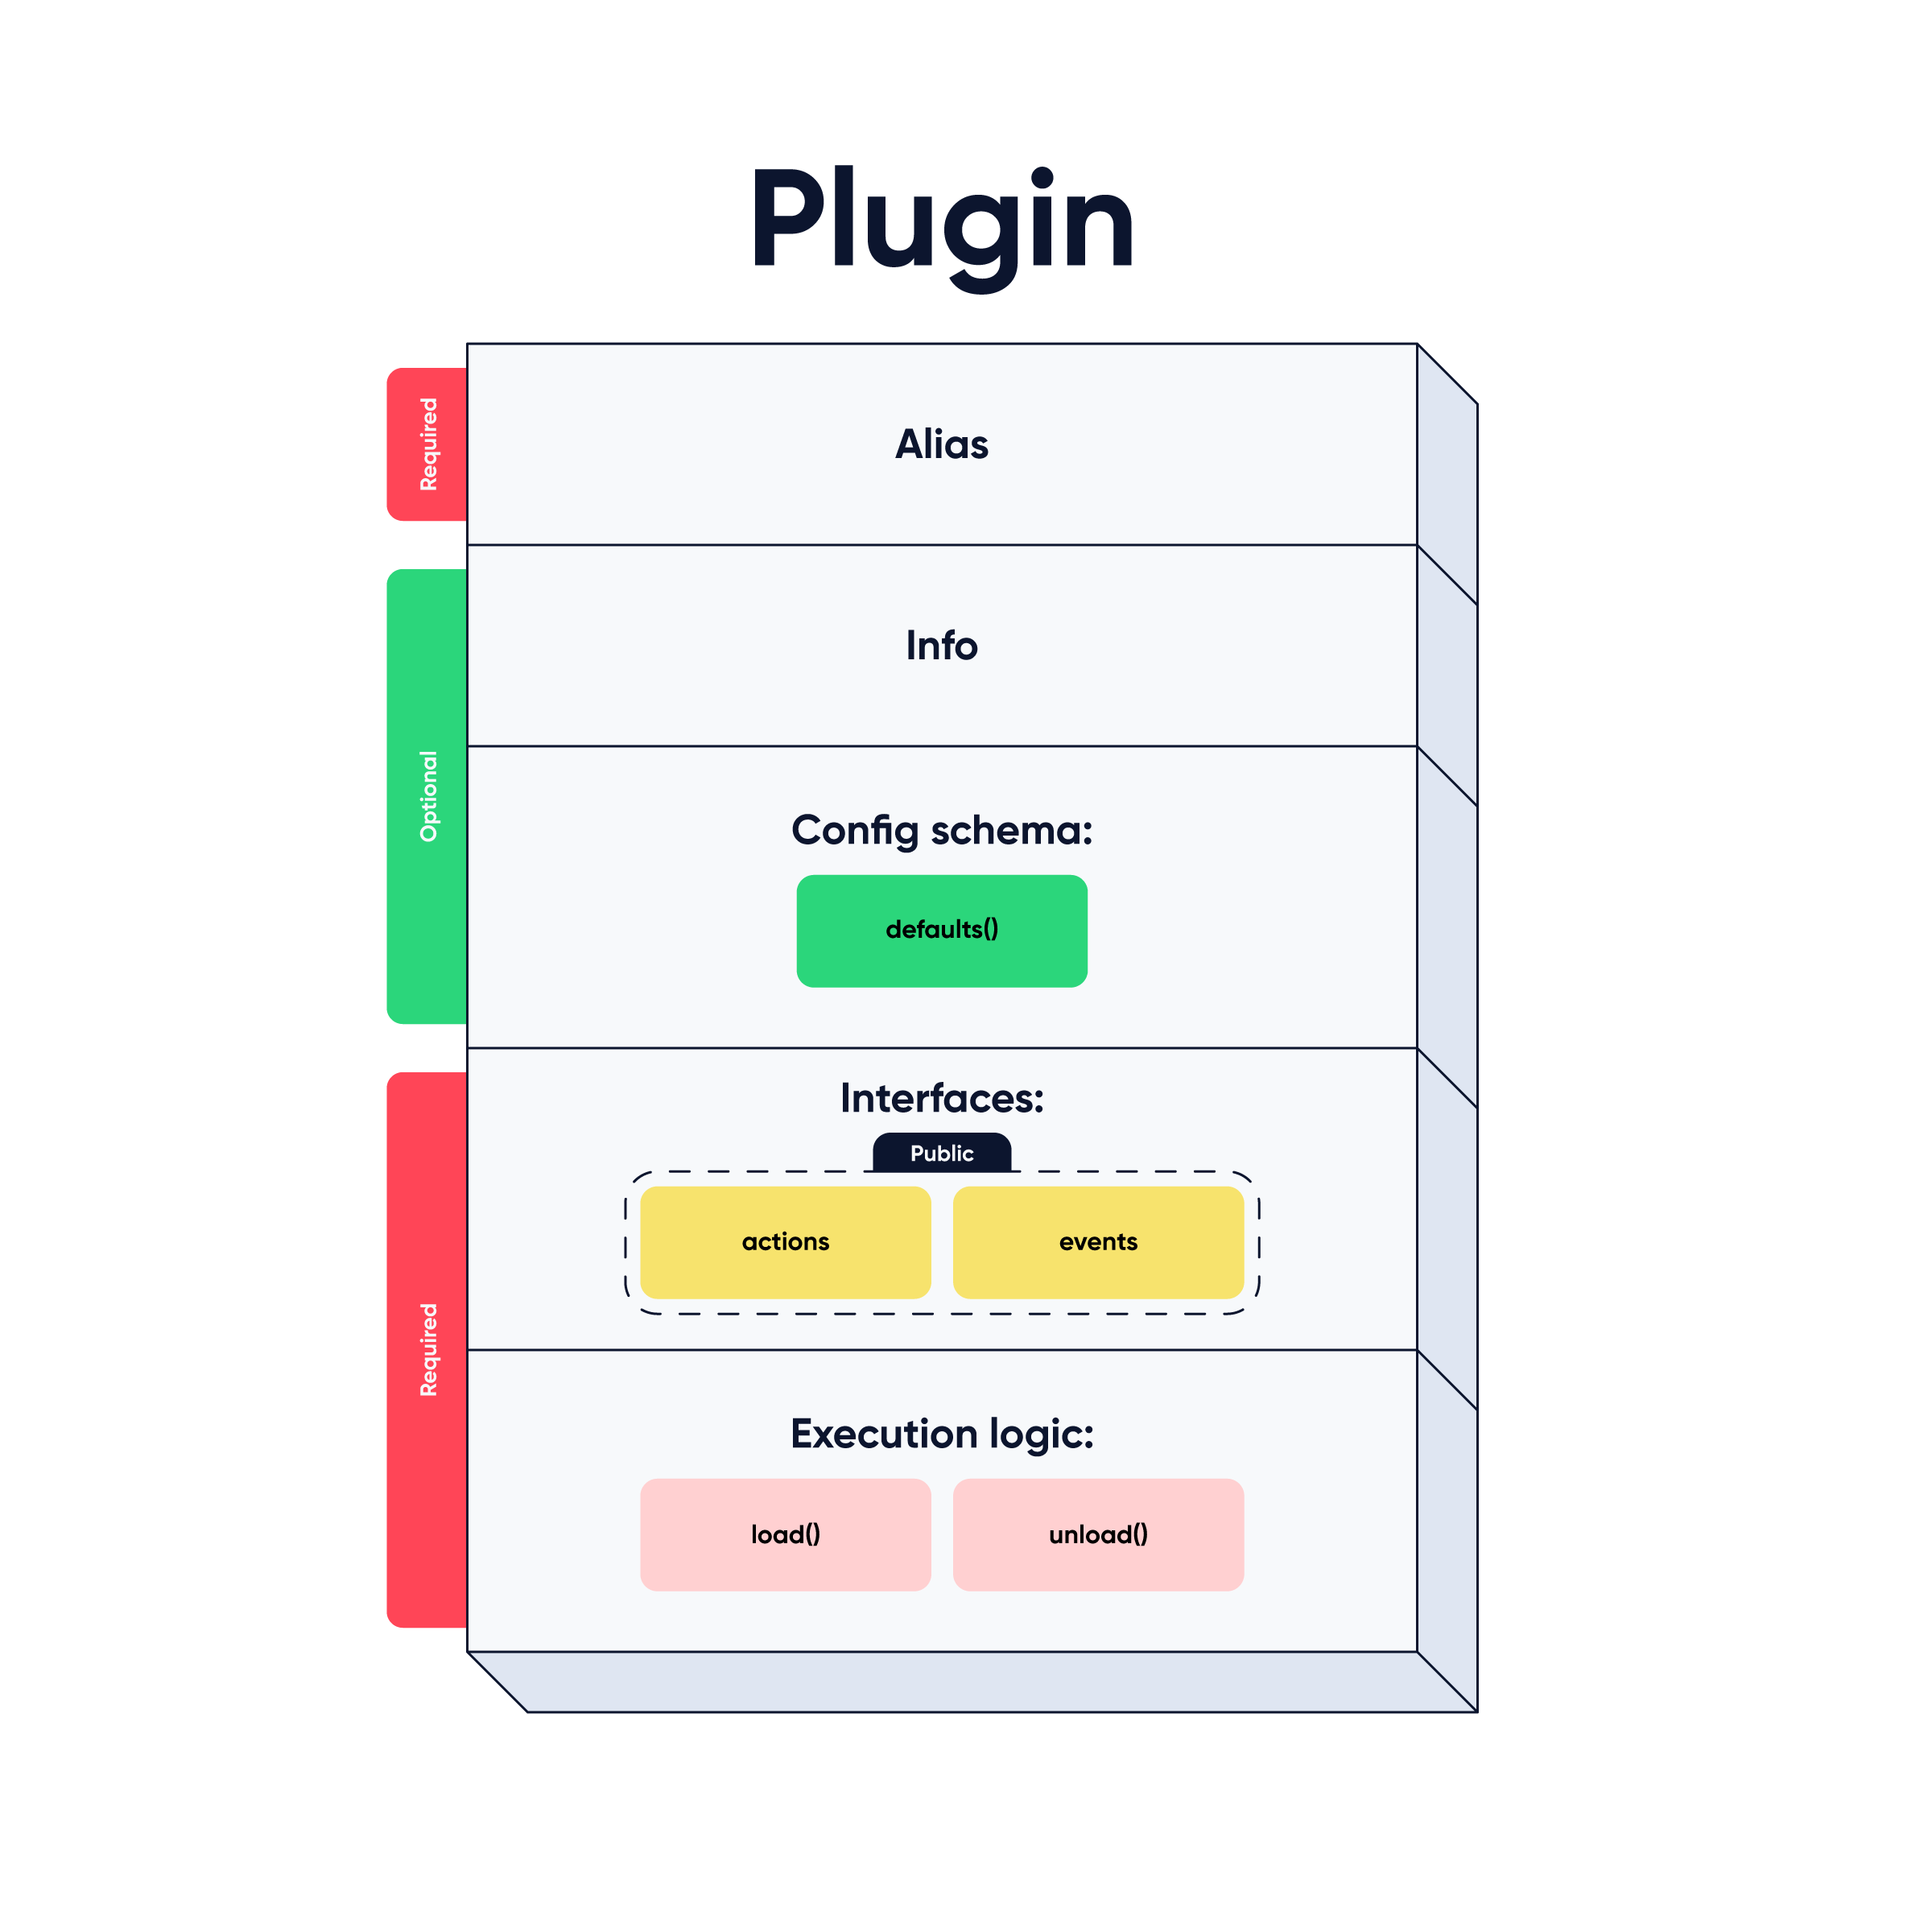 Plugin
Required
Alias
Optional
Info
Config schema:
defaults()
Required
Interfaces:
Public
actions
events
Execution logic:
load()
unload()